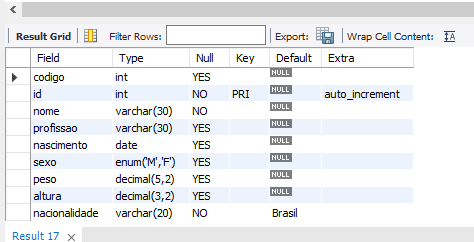 Result Grid Filter Rows: Export: Wrap Cell Content: IA
Field Type Null Key Default Extra
codigo int YES NULL
id int NO PRI NULL auto_increment
nome varchar(30) NO NULL
profissao varchar(30) YES NULL
nascimento date YES NULL
sexo enum('M','F') YES NULL
peso decimal(5,2) YES NULL
altura decimal(3,2) YES NULL
nacionalidade varchar(20) NO Brasil
Result 17 ×